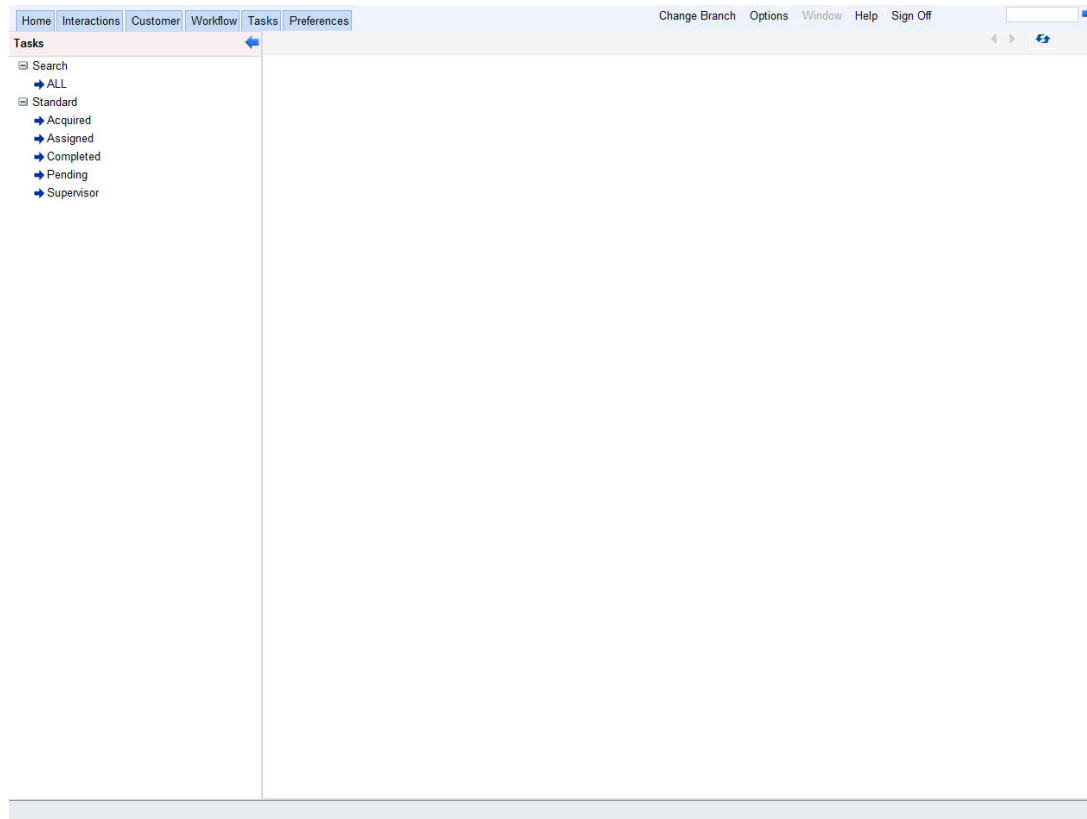 Home Interactions Customer Workflow Tasks Preferences Change Branch Options Window Help Sign Off
Tasks
Search
ALL
Standard
Acquired
Assigned
Completed
Pending
Supervisor